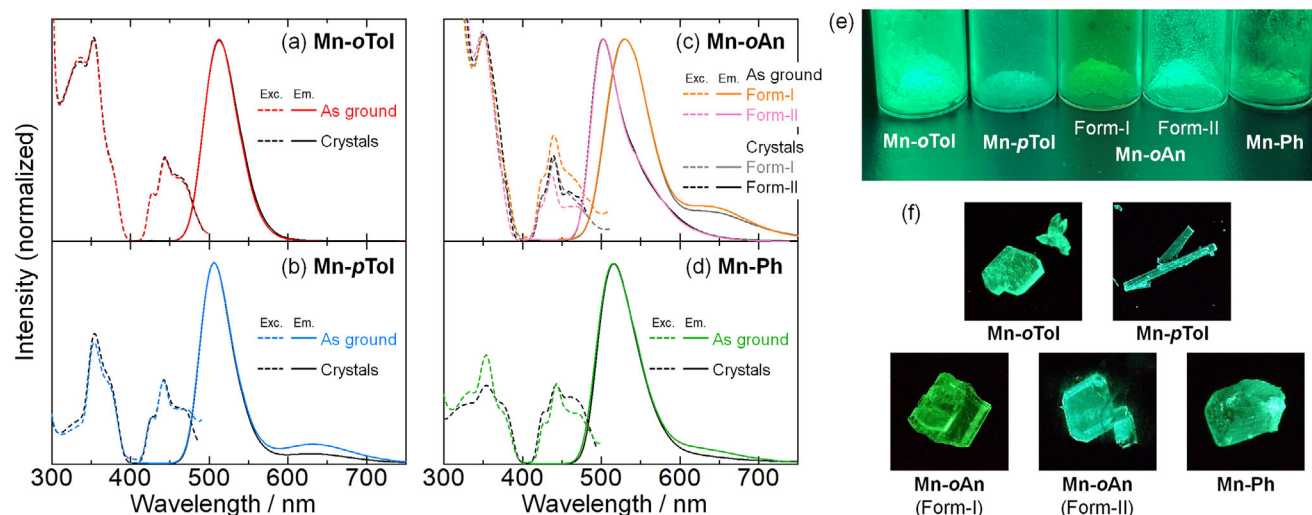 (a) Mn-oTol
Exc. Em.
As ground
Crystals
(b) Mn-pTol
Exc. Em.
As ground
Crystals
300 400 500 600 700
Wavelength / nm
Intensity (normalized)
(c) Mn-oAn
As ground
Exc. Em.
Form-I
Form-II
Crystals
Form-I
Form-II
(d) Mn-Ph
Exc. Em.
As ground
Crystals
300 400 500 600 700
Wavelength / nm
(e)
Mn-oTol Mn-pTol Form-I Form-II Mn-Ph
Mn-oAn
(f)
Mn-oTol Mn-pTol
Mn-oAn Mn-oAn Mn-Ph
(Form-I) (Form-II)